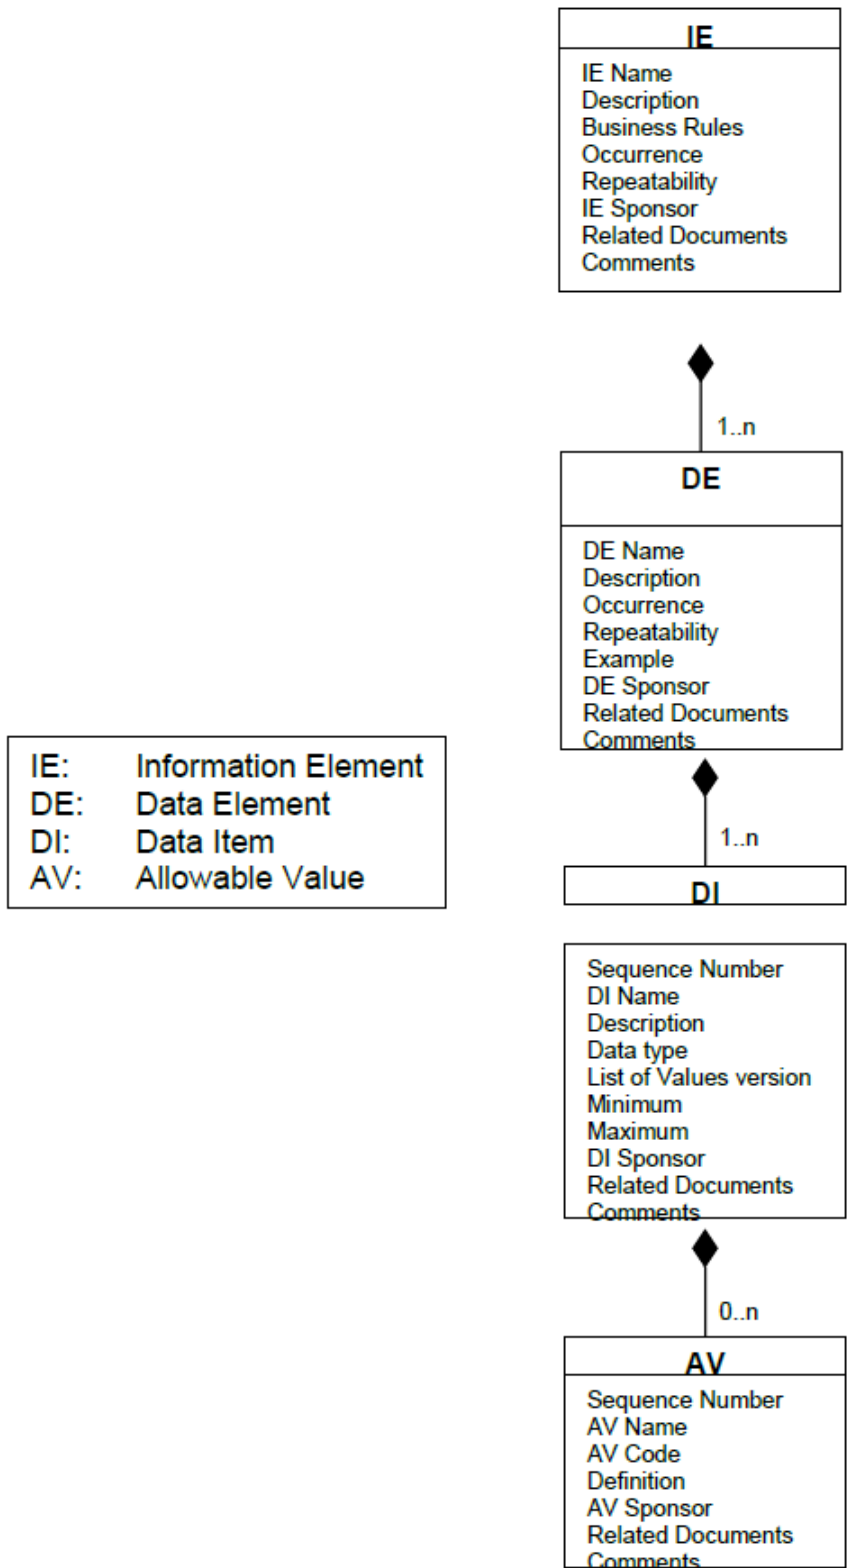 IE
IE Name
Description
Business Rules
Occurrence
Repeatability
IE Sponsor
Related Documents
Comments
1..n
DE
DE Name
Description
Occurrence
Repeatability
Example
DE Sponsor
Related Documents
Comments
IE: Information Element
DE: Data Element
DI: Data Item
AV: Allowable Value
1..n
DI
Sequence Number
DI Name
Description
Data type
List of Values version
Minimum
Maximum
DI Sponsor
Related Documents
Comments
0..n
AV
Sequence Number
AV Name
AV Code
Definition
AV Sponsor
Related Documents
Comments